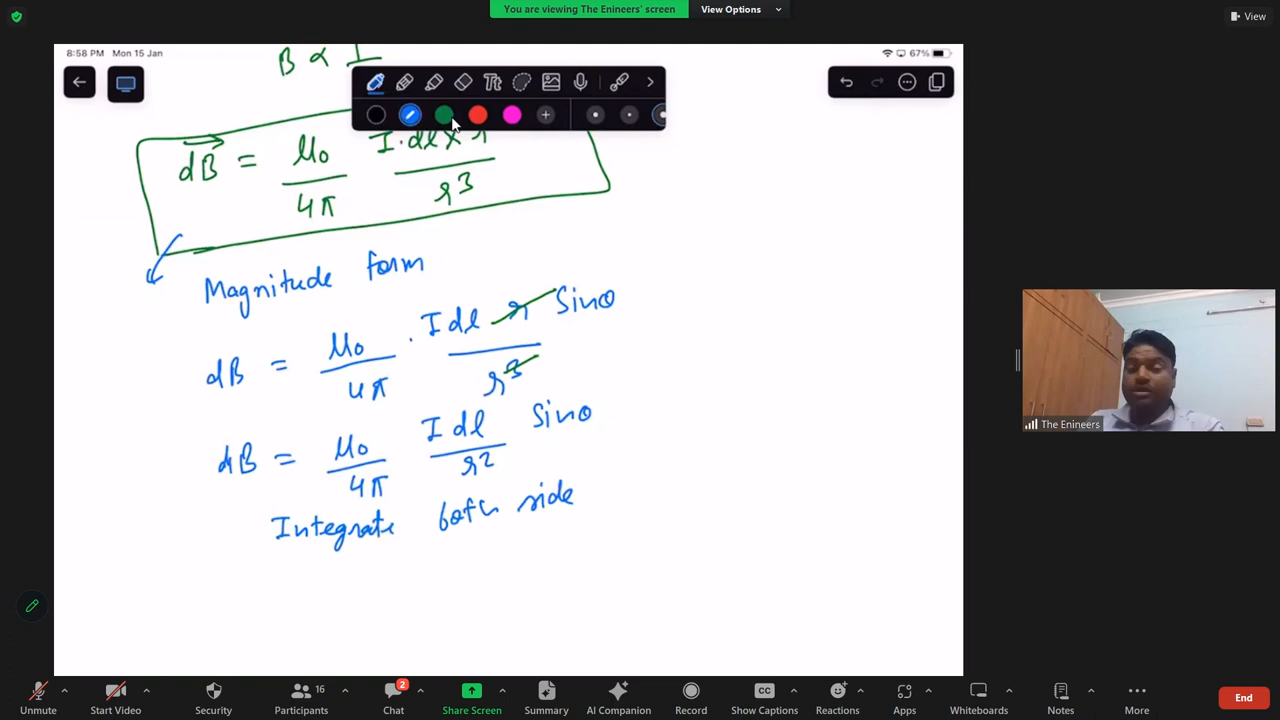 You are viewing The Enineers' screen
View Options
View
8:58 PM Mon 15 Jan
67%
B ∝ I
dB = μ₀ / 4π I.dl× / r³
Magnitude form
dB = μ₀ / 4π . I dl r Sinθ / r³
dB = μ₀ / 4π I dl / r² Sinθ
Integrate both side
The Enineers
Unmute
Start Video
Security
16
Participants
2
Chat
Share Screen
Summary
AI Companion
Record
CC
Show Captions
Reactions
Apps
Whiteboards
Notes
More
End